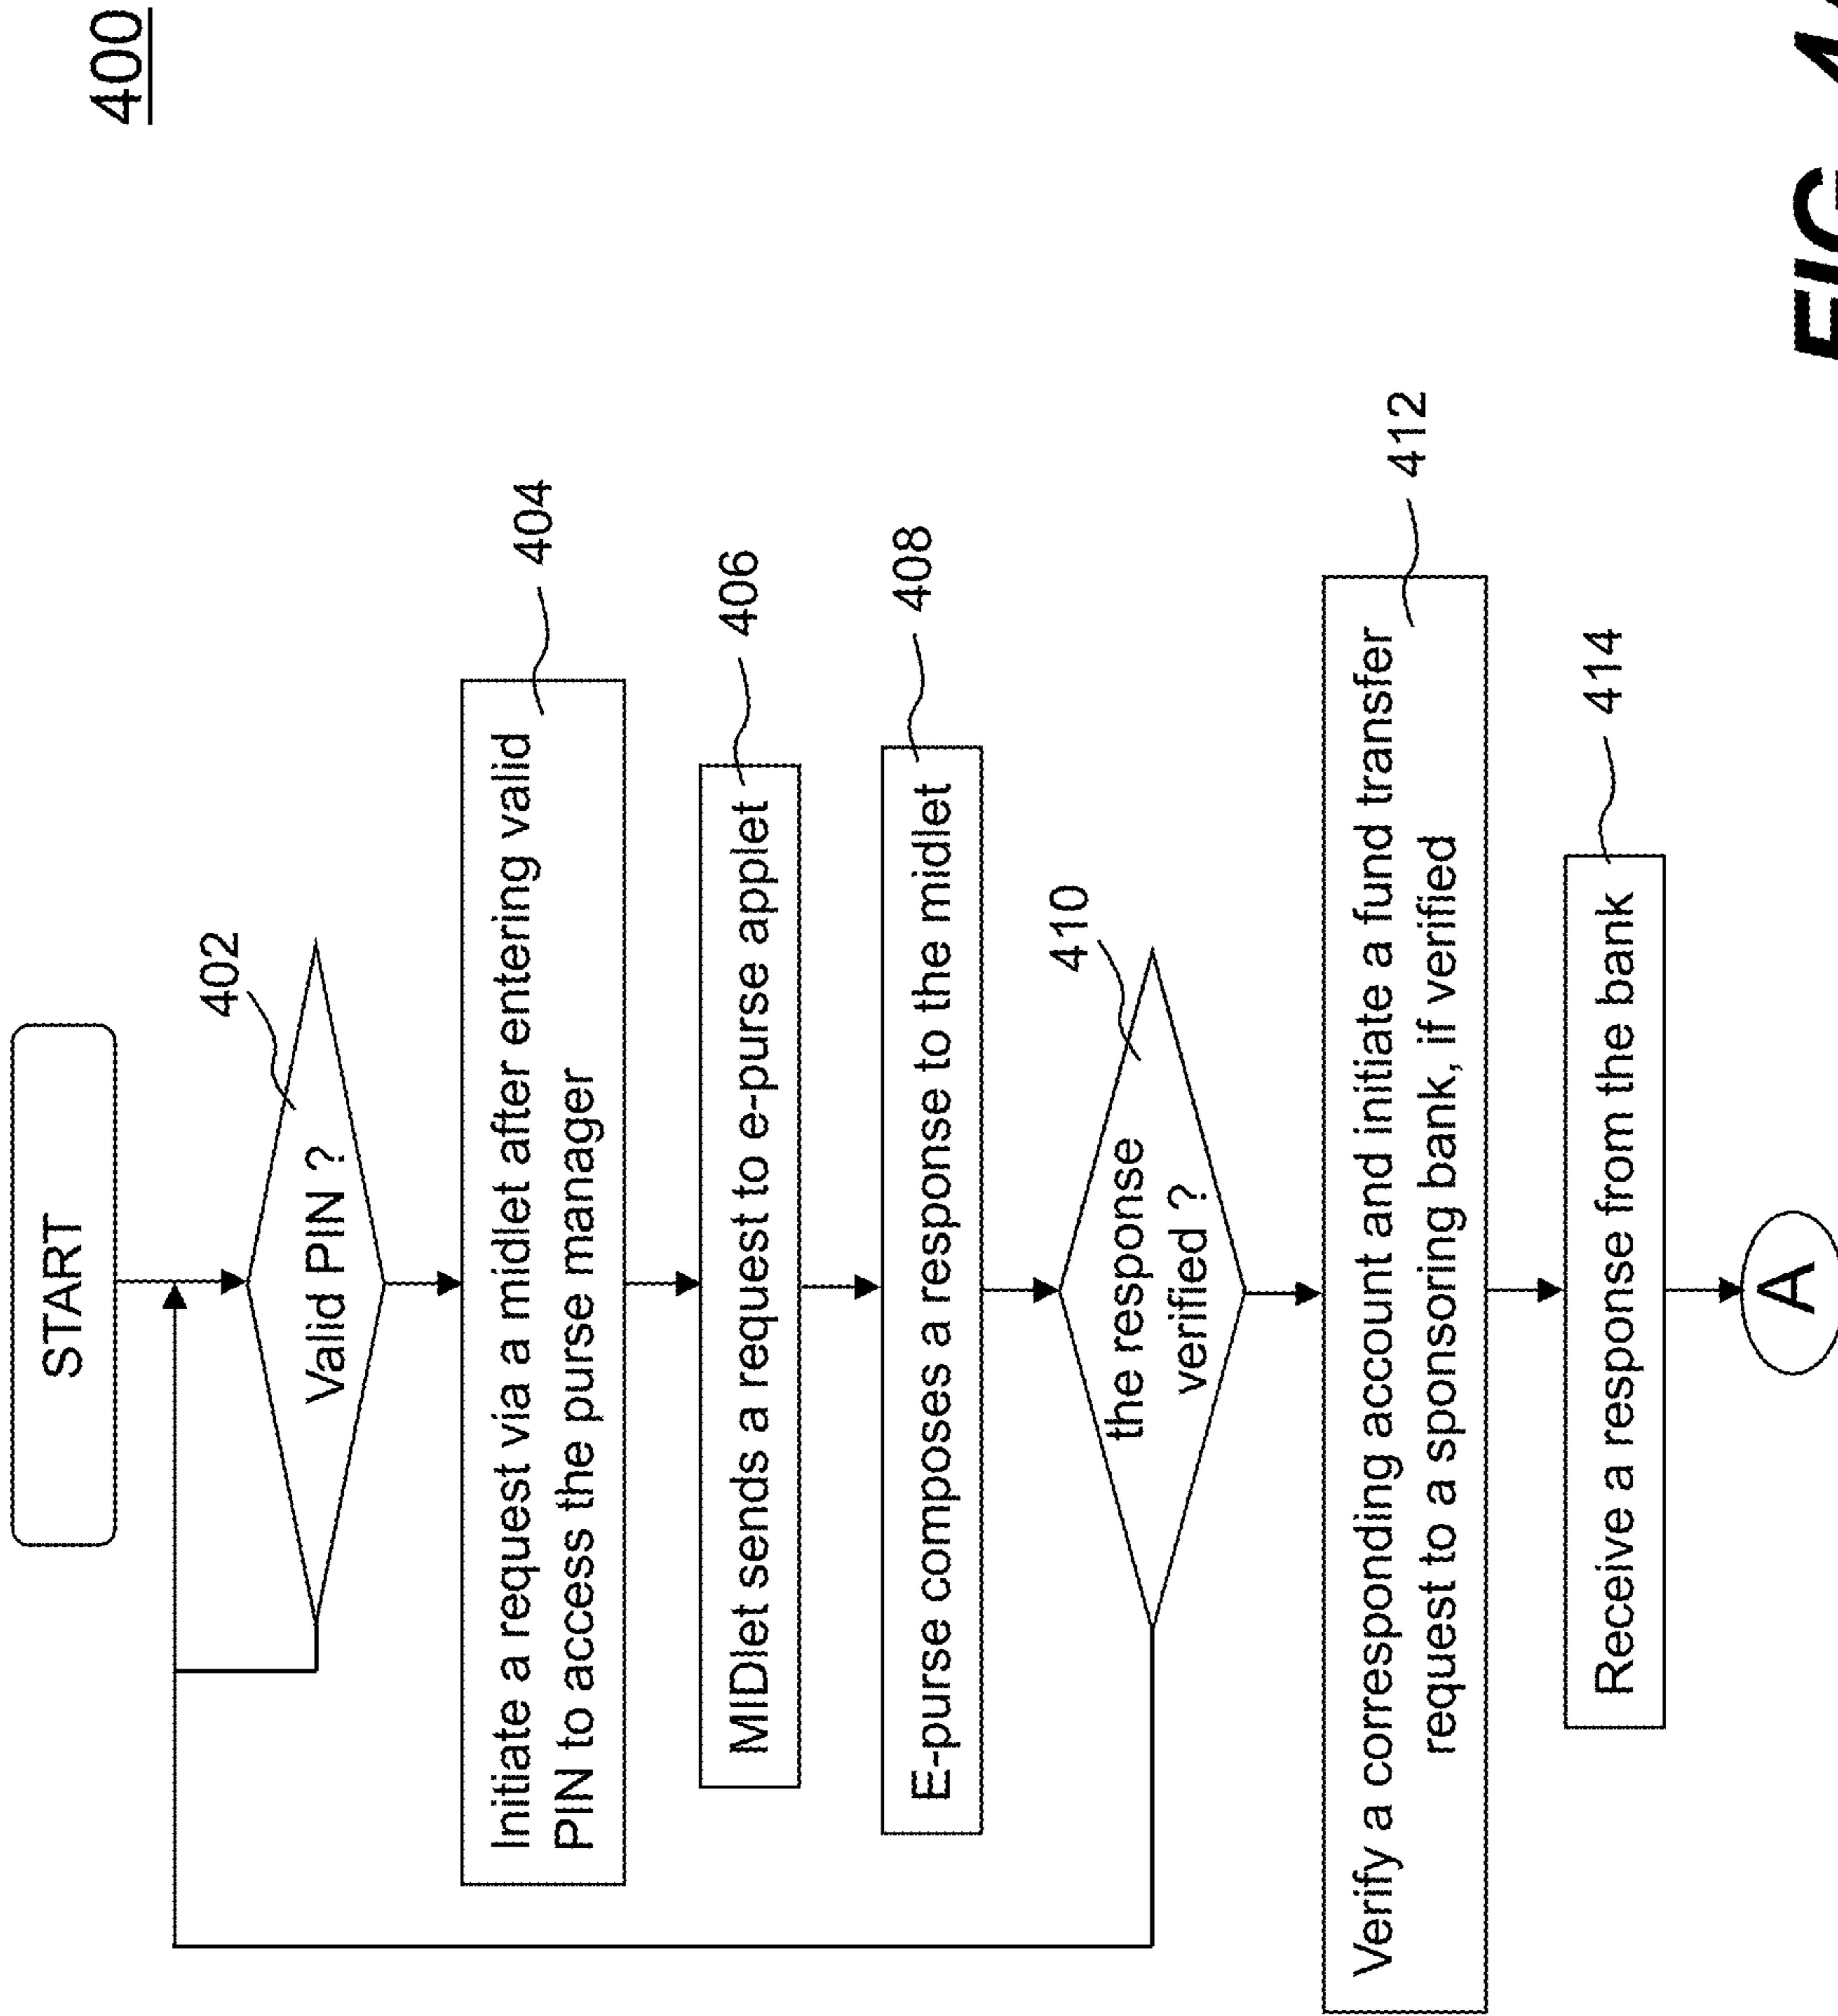 400
START
402
Valid PIN ?
404
Initiate a request via a midlet after entering valid
PIN to access the purse manager
406
MIDlet sends a request to e-purse applet
408
E-purse composes a response to the midlet
410
the response
verified ?
412
Verify a corresponding account and initiate a fund transfer
request to a sponsoring bank, if verified
414
Receive a response from the bank
A
FIG.